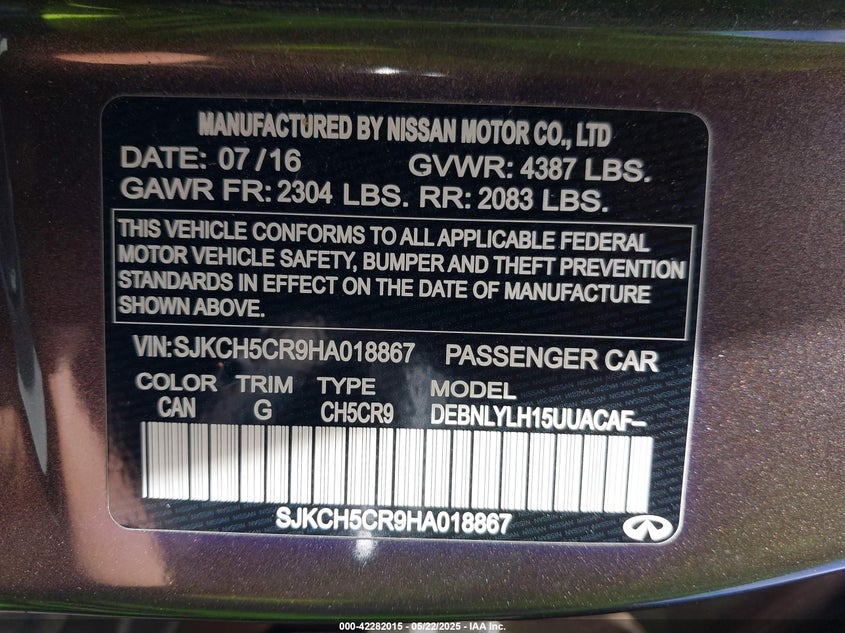 MANUFACTURED BY NISSAN MOTOR CO., LTD
DATE: 07 / 16 GVWR: 4387 LBS.
GAWR FR: 2304 LBS. RR: 2083 LBS.
THIS VEHICLE CONFORMS TO ALL APPLICABLE FEDERAL
MOTOR VEHICLE SAFETY, BUMPER AND THEFT PREVENTION
STANDARDS IN EFFECT ON THE DATE OF MANUFACTURE
SHOWN ABOVE.
VIN:SJKCH5CR9HA018867 PASSENGER CAR
COLOR TRIM TYPE MODEL
CAN G CH5CR9 DEBNLYLH15UUACAF–
SJKCH5CR9HA018867
000-42282015 - 05/22/2025 - IAA Inc.